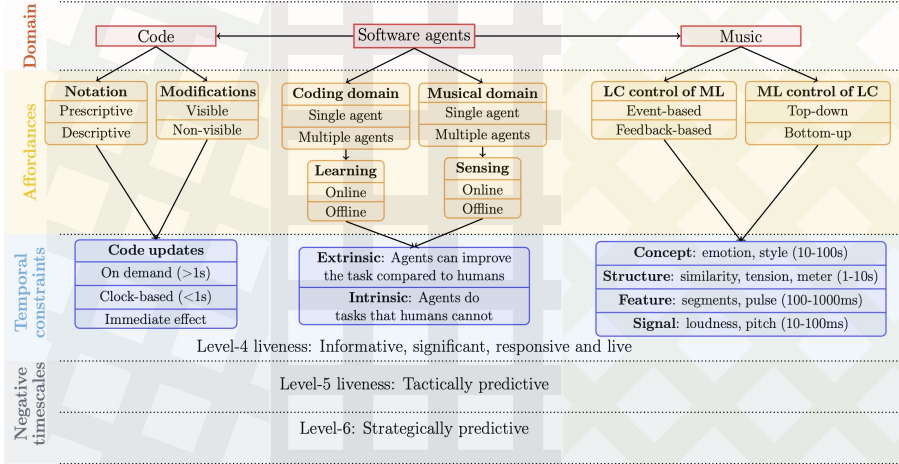 Domain
Code
Software agents
Music
Affordances
Notation
Prescriptive
Descriptive
Modifications
Visible
Non-visible
Coding domain
Single agent
Multiple agents
Musical domain
Single agent
Multiple agents
Learning
Online
Offline
Sensing
Online
Offline
LC control of ML
Event-based
Feedback-based
ML control of LC
Top-down
Bottom-up
Temporal
constraints
Code updates
On demand (>1s)
Clock-based (<1s)
Immediate effect
Extrinsic: Agents can improve
the task compared to humans
Intrinsic: Agents do
tasks that humans cannot
Concept: emotion, style (10-100s)
Structure: similarity, tension, meter (1-10s)
Feature: segments, pulse (100-1000ms)
Signal: loudness, pitch (10-100ms)
Level-4 liveness: Informative, significant, responsive and live
Negative
timescales
Level-5 liveness: Tactically predictive
Level-6: Strategically predictive